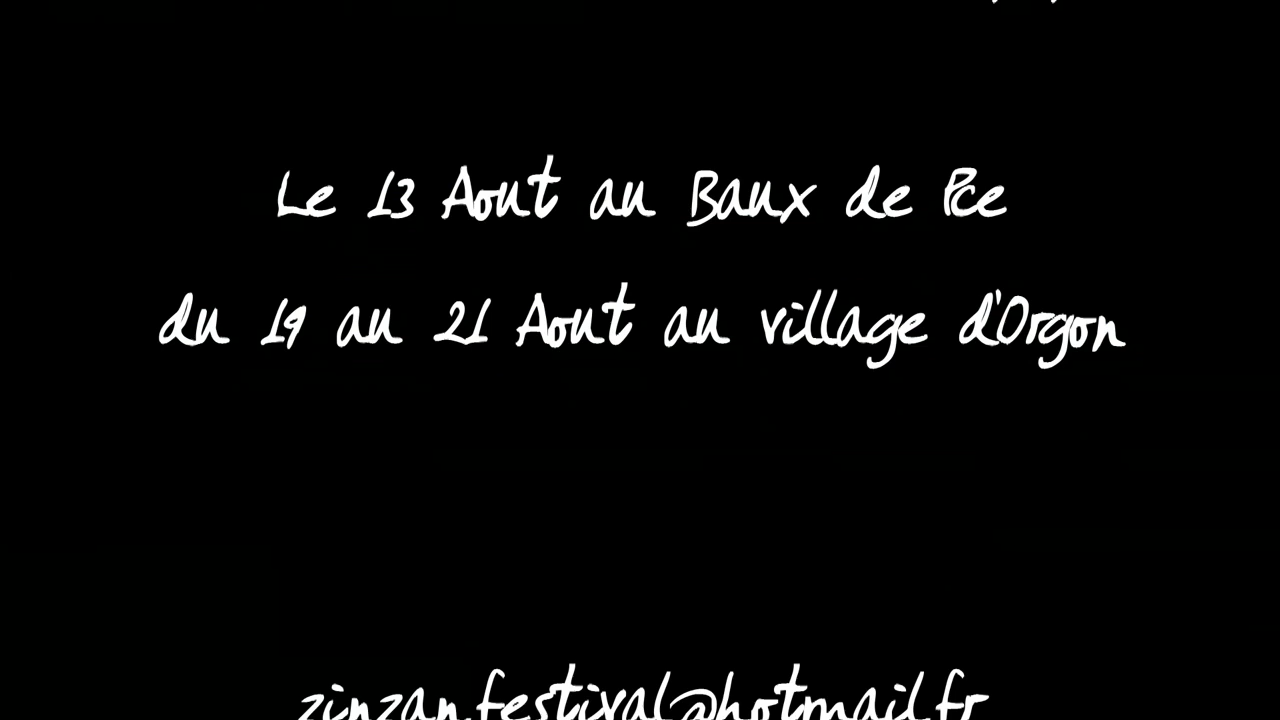 Le 13 Aout au Baux de Pce
du 19 au 21 Aout au village d'Orgon
zinzan.festival@hotmail.fr